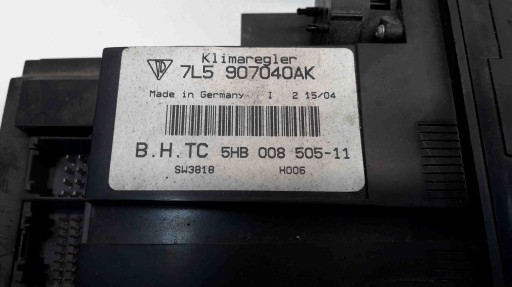 Klimaregler
7L5 907040AK
Made in Germany I 2 15/04
B.H.TC 5HB 008 505-11
SW3818 H006